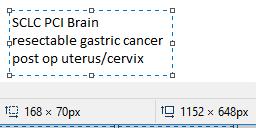 SCLC PCI Brain
resectable gastric cancer
post op uterus/cervix
168 × 70px
1152 × 648px